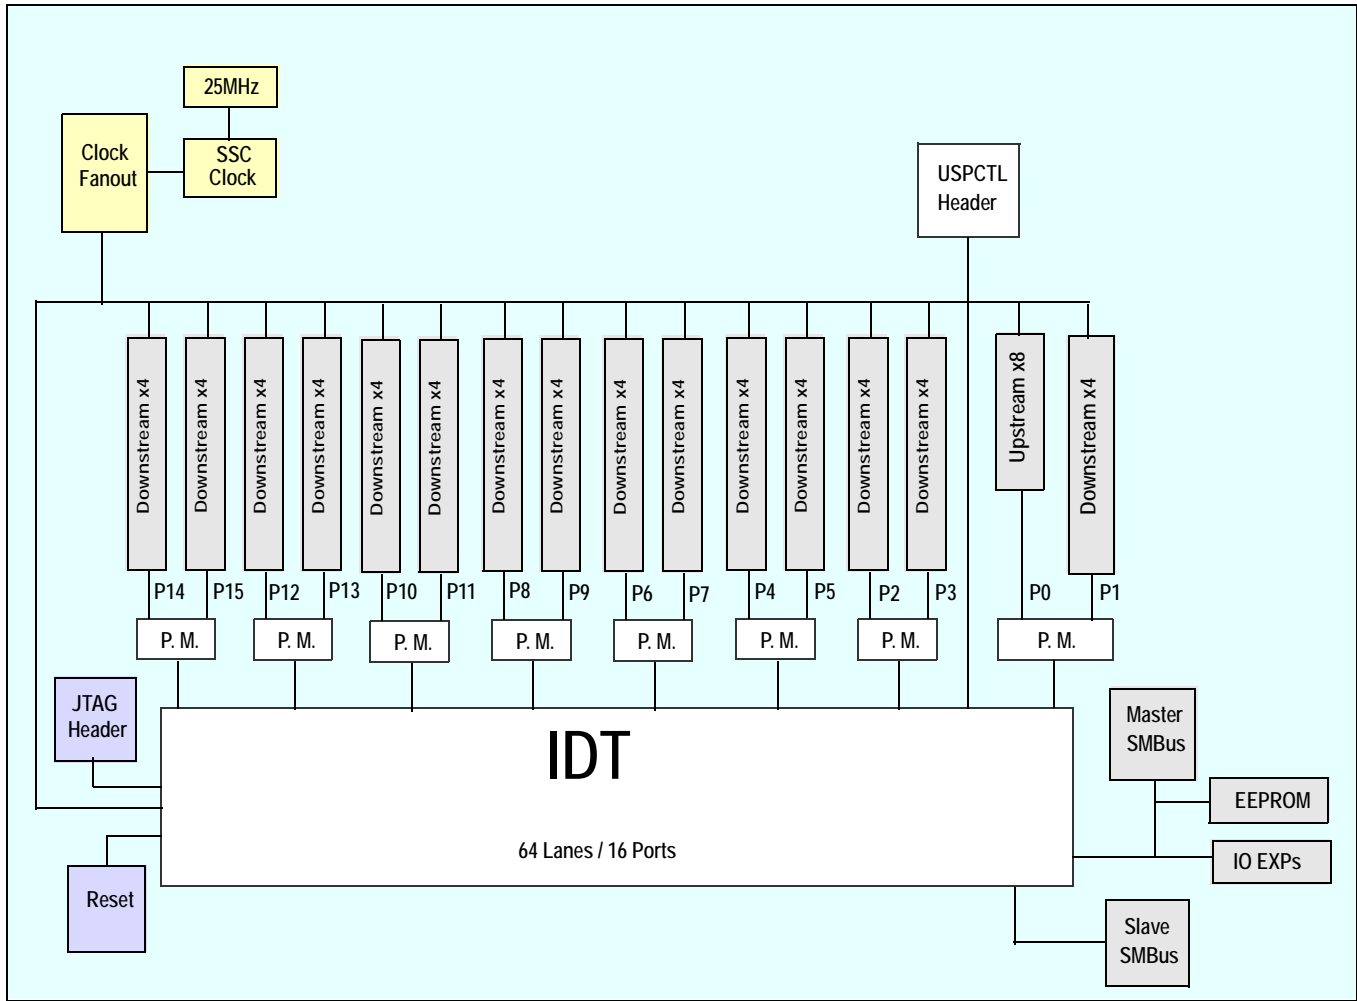 25MHz
Clock
Fanout
SSC
Clock
USPCTL
Header
Downstream x4
Downstream x4
Downstream x4
Downstream x4
Downstream x4
Downstream x4
Downstream x4
Downstream x4
Downstream x4
Downstream x4
Downstream x4
Downstream x4
Downstream x4
Downstream x4
Upstream x8
Downstream x4
P14
P15
P12
P13
P10
P11
P8
P9
P6
P7
P4
P5
P2
P3
P0
P1
P. M.
P. M.
P. M.
P. M.
P. M.
P. M.
P. M.
P. M.
JTAG
Header
IDT
64 Lanes / 16 Ports
Reset
Master
SMBus
EEPROM
IO EXPs
Slave
SMBus